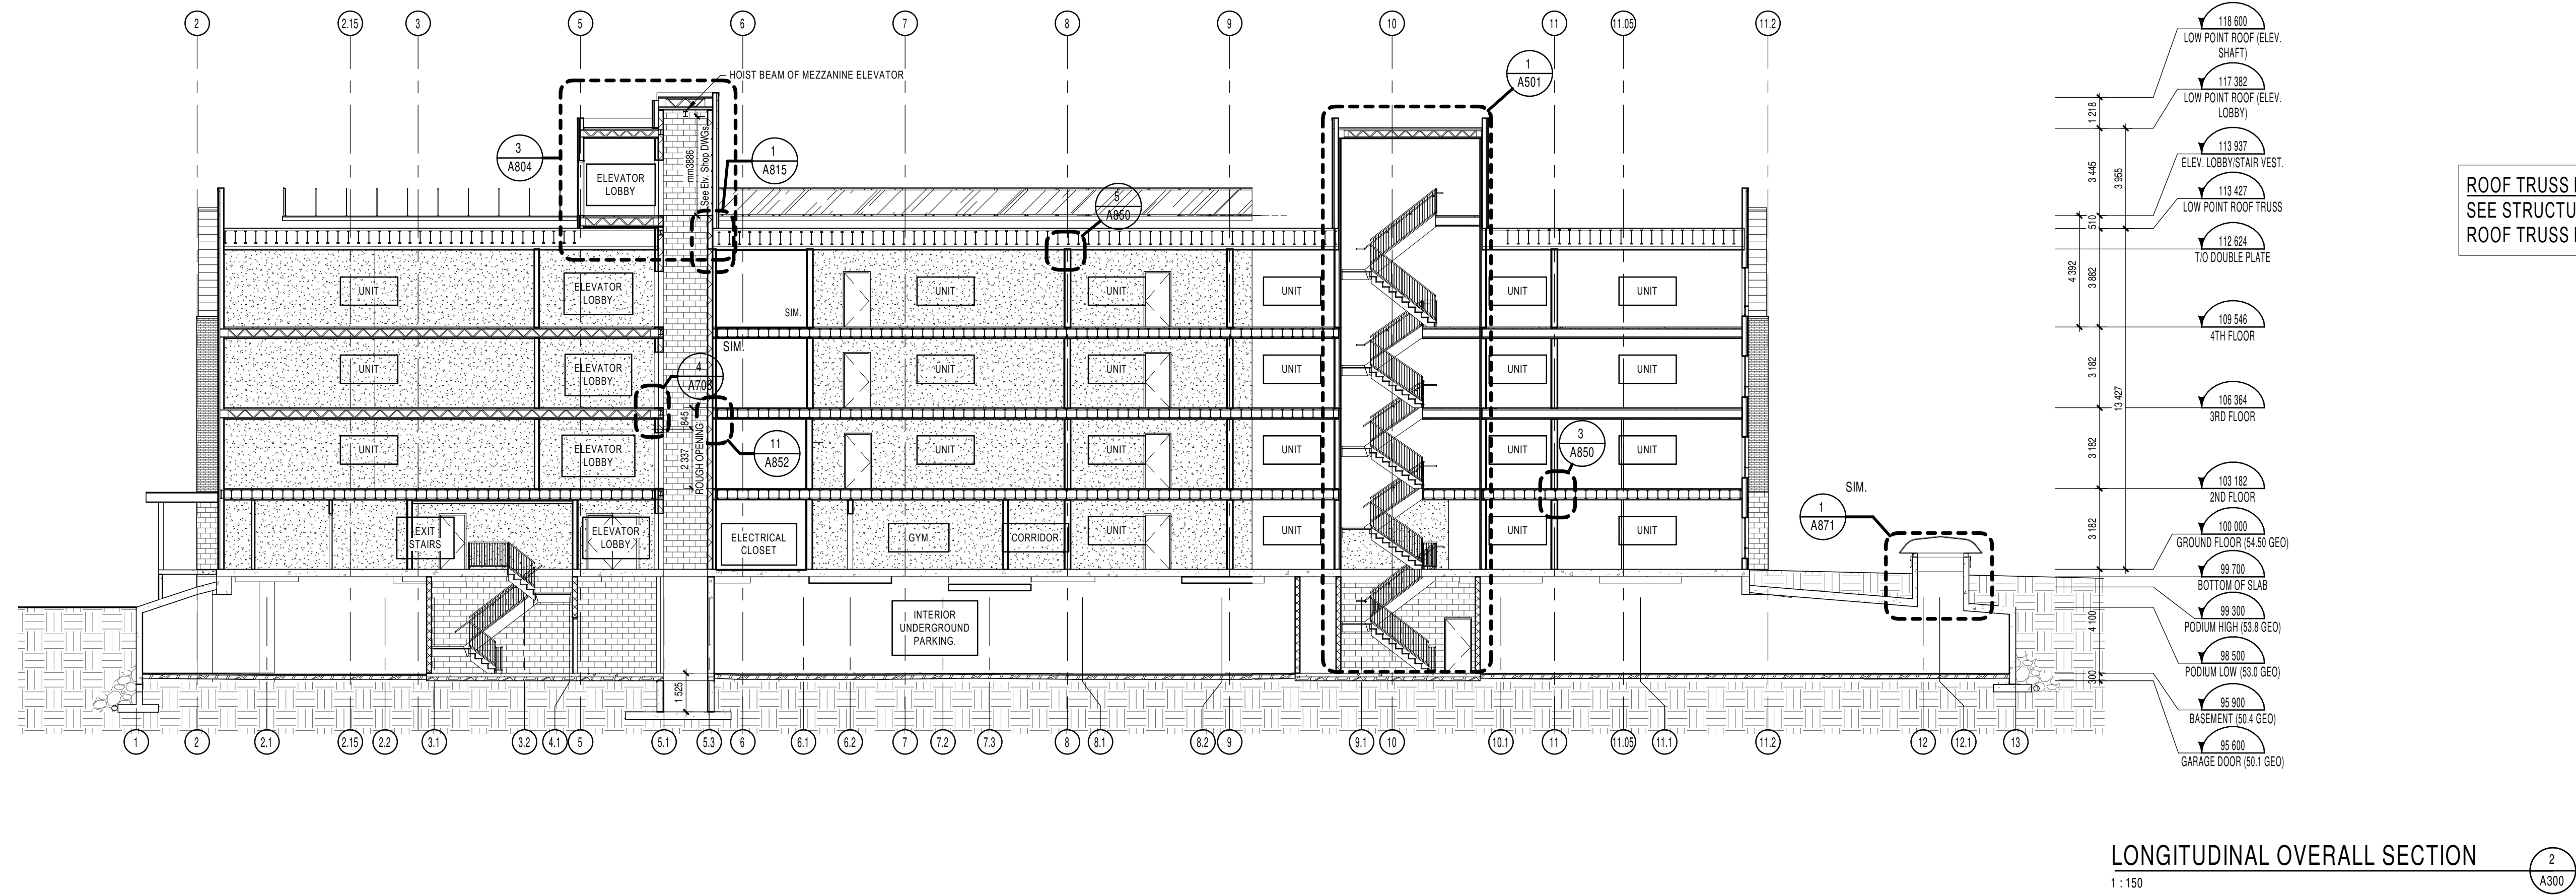 2
2.15
3
5
6
7
8
9
10
11
11.05
11.2
118 600
LOW POINT ROOF (ELEV.
SHAFT)
117 382
LOW POINT ROOF (ELEV.
LOBBY)
113 937
ELEV. LOBBY/STAIR VEST.
113 427
LOW POINT ROOF TRUSS
112 624
T/O DOUBLE PLATE
109 546
4TH FLOOR
106 364
3RD FLOOR
103 182
2ND FLOOR
100 000
GROUND FLOOR (54.50 GEO)
99 700
BOTTOM OF SLAB
99 300
PODIUM HIGH (53.8 GEO)
98 500
PODIUM LOW (53.0 GEO)
95 900
BASEMENT (50.4 GEO)
95 600
GARAGE DOOR (50.1 GEO)
1 218
3 445
3 955
510
4 392
3 882
3 182
13 427
3 182
3 182
4 100
300
ROOF TRUSS
SEE STRUCTU
ROOF TRUSS
HOIST BEAM OF MEZZANINE ELEVATOR
1
A501
3
A804
1
A815
5
A850
ELEVATOR
LOBBY
mm3886
See Elv. Shop DWGs.
UNIT
ELEVATOR
LOBBY
SIM.
UNIT
UNIT
UNIT
UNIT
UNIT
UNIT
ELEVATOR
LOBBY
SIM.
UNIT
UNIT
UNIT
UNIT
UNIT
4
A708
845
2 337
ROUGH OPENING
11
A852
UNIT
ELEVATOR
LOBBY
UNIT
UNIT
UNIT
UNIT
UNIT
3
A850
EXIT
STAIRS
ELEVATOR
LOBBY
ELECTRICAL
CLOSET
GYM
CORRIDOR
UNIT
UNIT
UNIT
UNIT
SIM.
1
A871
INTERIOR
UNDERGROUND
PARKING.
1 525
1
2
2.1
2.15
2.2
3.1
3.2
4.1
5
5.1
5.3
6
6.1
6.2
7
7.2
7.3
8
8.1
8.2
9
9.1
10
10.1
11
11.05
11.1
11.2
12
12.1
13
LONGITUDINAL OVERALL SECTION
1 : 150
2
A300